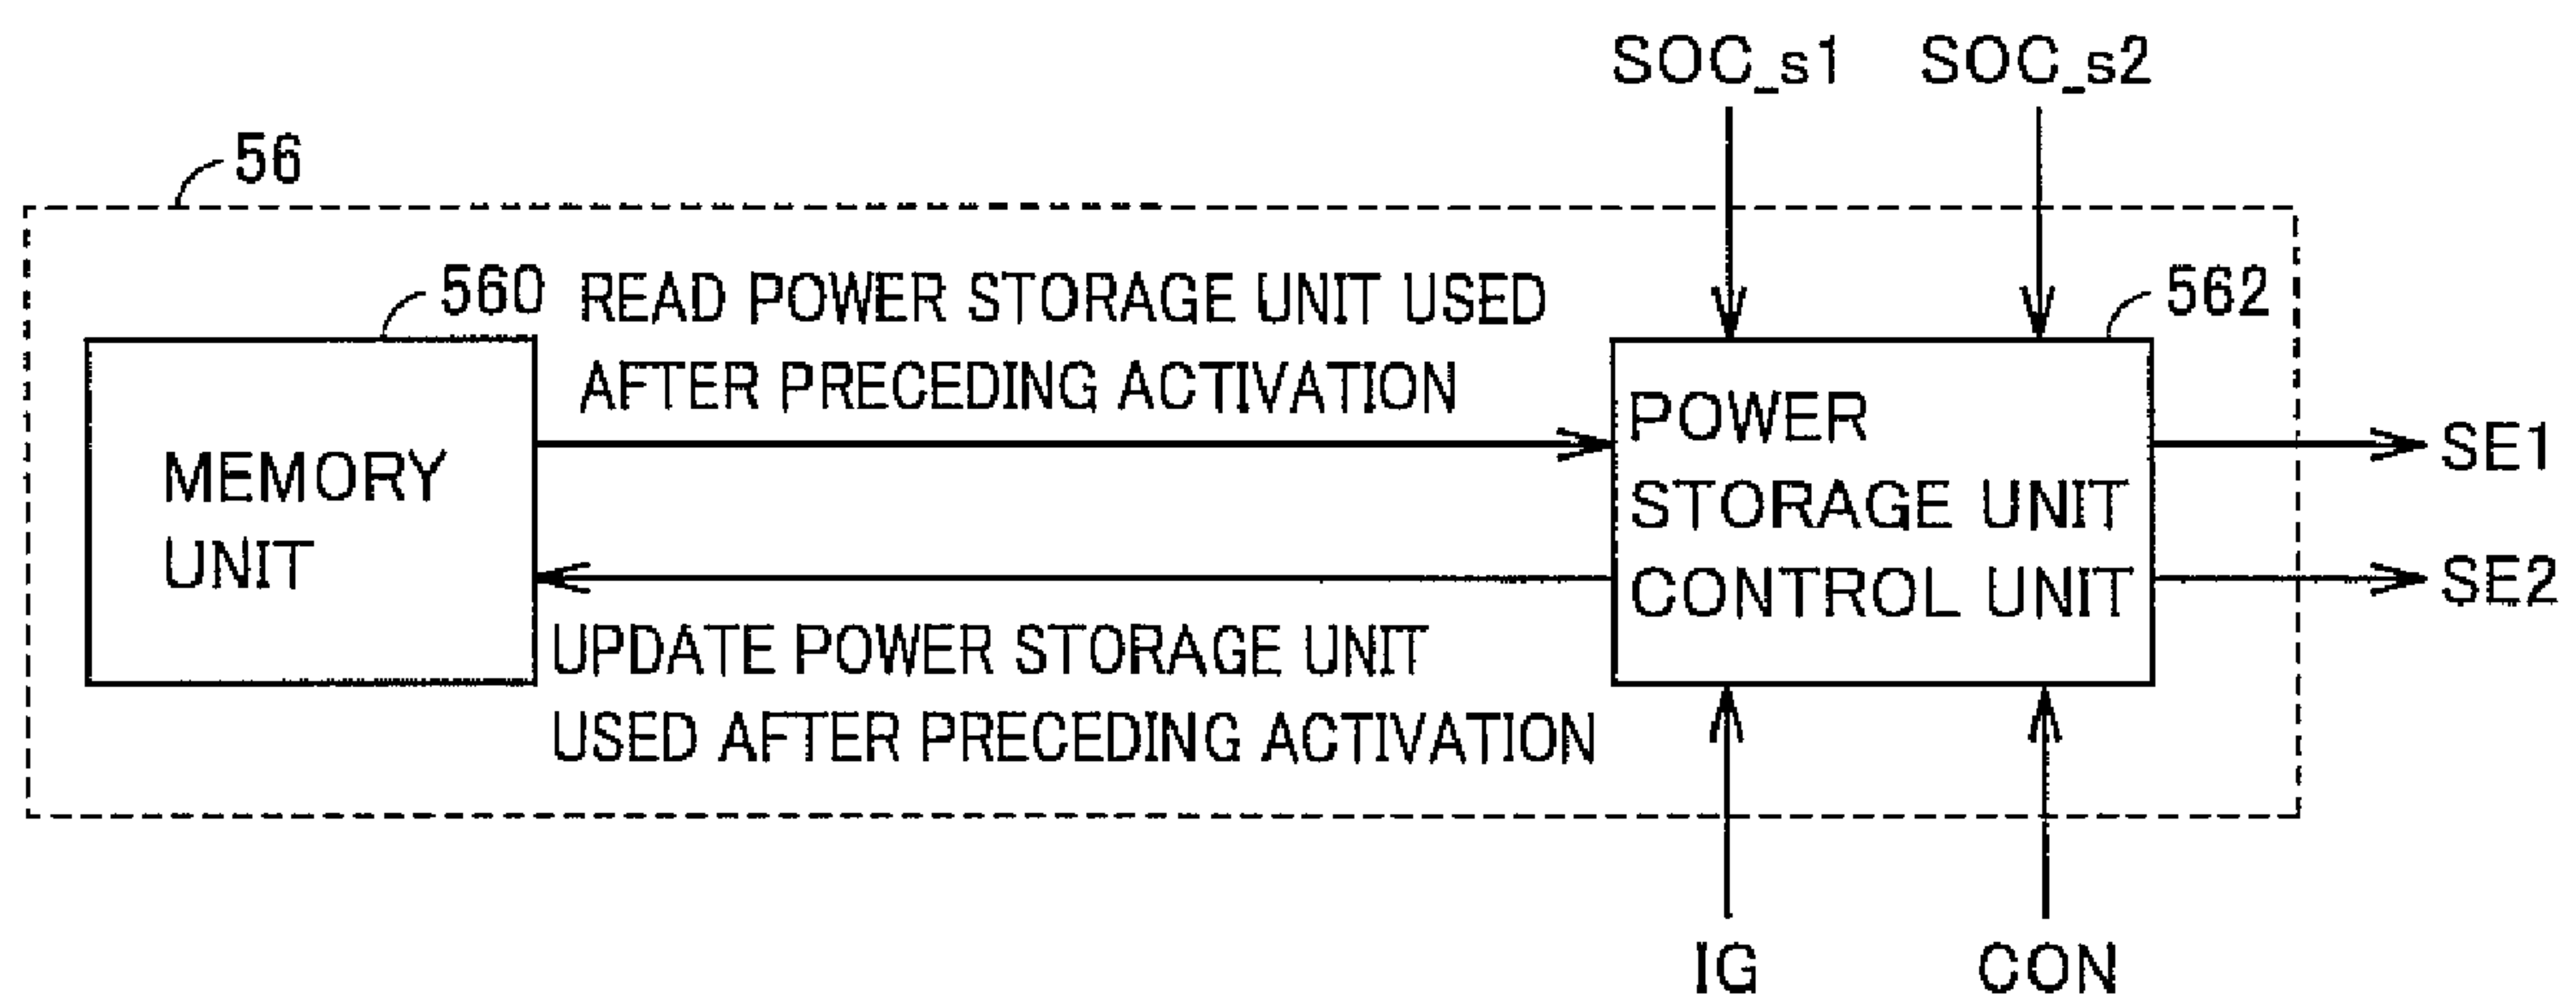 SOC_s1 SOC_s2
56
560
READ POWER STORAGE UNIT USED
AFTER PRECEDING ACTIVATION
562
MEMORY
UNIT
POWER
STORAGE UNIT
CONTROL UNIT
SE1
SE2
UPDATE POWER STORAGE UNIT
USED AFTER PRECEDING ACTIVATION
IG
CON